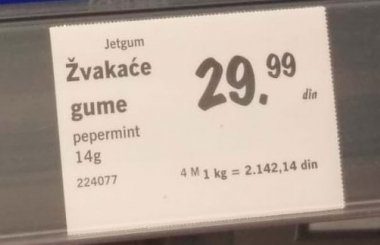 Jetgum
Žvakaće
gume
pepermint
14g
224077
29.99
din
4 M 1 kg = 2.142,14 din